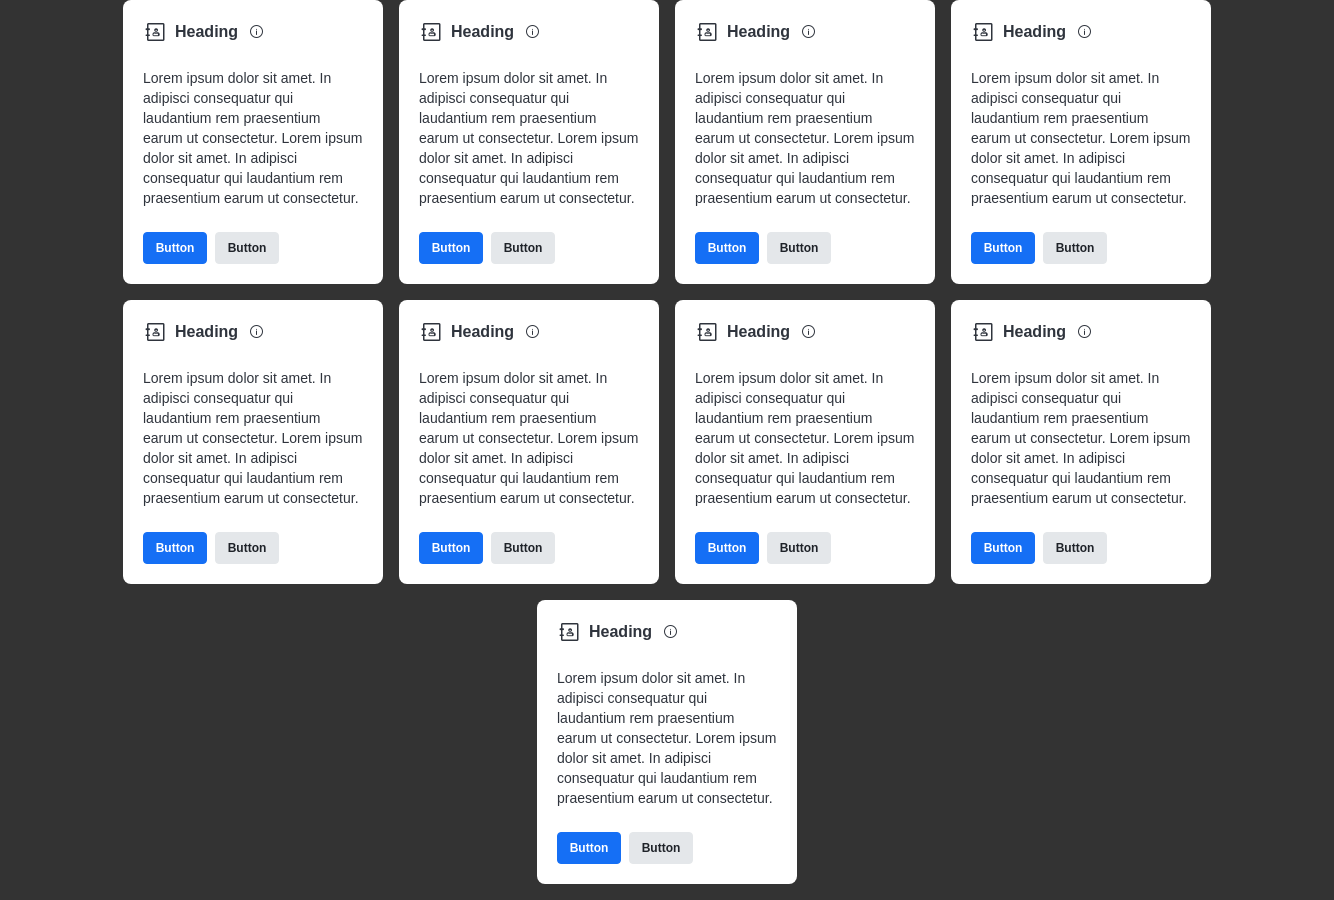 Heading
Lorem ipsum dolor sit amet. In
adipisci consequatur qui
laudantium rem praesentium
earum ut consectetur. Lorem ipsum
dolor sit amet. In adipisci
consequatur qui laudantium rem
praesentium earum ut consectetur.
Button Button
Heading
Lorem ipsum dolor sit amet. In
adipisci consequatur qui
laudantium rem praesentium
earum ut consectetur. Lorem ipsum
dolor sit amet. In adipisci
consequatur qui laudantium rem
praesentium earum ut consectetur.
Button Button
Heading
Lorem ipsum dolor sit amet. In
adipisci consequatur qui
laudantium rem praesentium
earum ut consectetur. Lorem ipsum
dolor sit amet. In adipisci
consequatur qui laudantium rem
praesentium earum ut consectetur.
Button Button
Heading
Lorem ipsum dolor sit amet. In
adipisci consequatur qui
laudantium rem praesentium
earum ut consectetur. Lorem ipsum
dolor sit amet. In adipisci
consequatur qui laudantium rem
praesentium earum ut consectetur.
Button Button
Heading
Lorem ipsum dolor sit amet. In
adipisci consequatur qui
laudantium rem praesentium
earum ut consectetur. Lorem ipsum
dolor sit amet. In adipisci
consequatur qui laudantium rem
praesentium earum ut consectetur.
Button Button
Heading
Lorem ipsum dolor sit amet. In
adipisci consequatur qui
laudantium rem praesentium
earum ut consectetur. Lorem ipsum
dolor sit amet. In adipisci
consequatur qui laudantium rem
praesentium earum ut consectetur.
Button Button
Heading
Lorem ipsum dolor sit amet. In
adipisci consequatur qui
laudantium rem praesentium
earum ut consectetur. Lorem ipsum
dolor sit amet. In adipisci
consequatur qui laudantium rem
praesentium earum ut consectetur.
Button Button
Heading
Lorem ipsum dolor sit amet. In
adipisci consequatur qui
laudantium rem praesentium
earum ut consectetur. Lorem ipsum
dolor sit amet. In adipisci
consequatur qui laudantium rem
praesentium earum ut consectetur.
Button Button
Heading
Lorem ipsum dolor sit amet. In
adipisci consequatur qui
laudantium rem praesentium
earum ut consectetur. Lorem ipsum
dolor sit amet. In adipisci
consequatur qui laudantium rem
praesentium earum ut consectetur.
Button Button